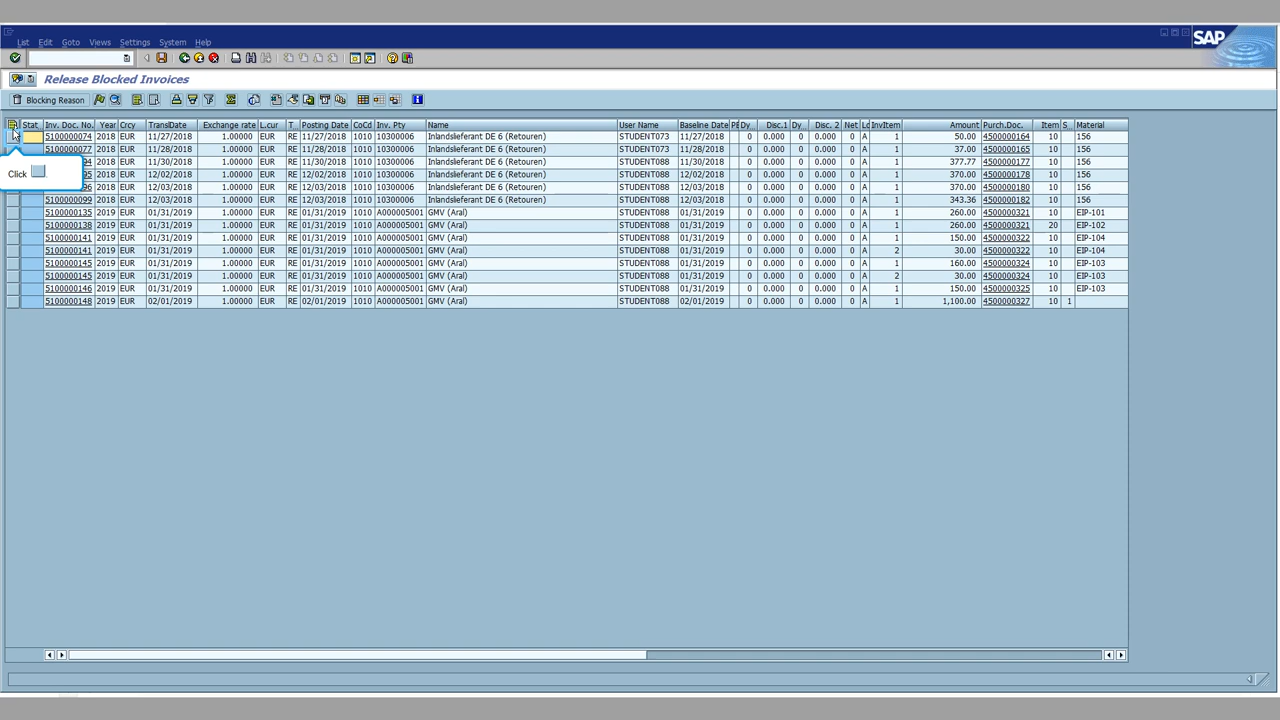 List Edit Goto Views Settings System Help
SAP
Release Blocked Invoices
Blocking Reason
Stat Inv. Doc. No. Year Crcy TranslDate Exchange rate L.cur T.. Posting Date CoCd Inv. Pty Name User Name Baseline Date Dy... Disc.1 Dy... Disc. 2 Net InvItem Amount Purch.Doc. Item S.. Material
5100000074 2018 EUR 11/27/2018 1.00000 EUR RE 11/27/2018 1010 10300006 Inlandslieferant DE 6 (Retouren) STUDENT073 11/27/2018 0 0.000 0 0.000 0 A 1 50.00 4500000164 10 156
5100000077 2018 EUR 11/28/2018 1.00000 EUR RE 11/28/2018 1010 10300006 Inlandslieferant DE 6 (Retouren) STUDENT073 11/28/2018 0 0.000 0 0.000 0 A 1 37.00 4500000165 10 156
94 2018 EUR 11/30/2018 1.00000 EUR RE 11/30/2018 1010 10300006 Inlandslieferant DE 6 (Retouren) STUDENT088 11/30/2018 0 0.000 0 0.000 0 A 1 377.77 4500000177 10 156
Click
95 2018 EUR 12/02/2018 1.00000 EUR RE 12/02/2018 1010 10300006 Inlandslieferant DE 6 (Retouren) STUDENT088 12/02/2018 0 0.000 0 0.000 0 A 1 370.00 4500000178 10 156
96 2018 EUR 12/03/2018 1.00000 EUR RE 12/03/2018 1010 10300006 Inlandslieferant DE 6 (Retouren) STUDENT088 12/03/2018 0 0.000 0 0.000 0 A 1 370.00 4500000180 10 156
5100000099 2018 EUR 12/03/2018 1.00000 EUR RE 12/03/2018 1010 10300006 Inlandslieferant DE 6 (Retouren) STUDENT088 12/03/2018 0 0.000 0 0.000 0 A 1 343.36 4500000182 10 156
5100000135 2019 EUR 01/31/2019 1.00000 EUR RE 01/31/2019 1010 A000005001 GMV (Aral) STUDENT088 01/31/2019 0 0.000 0 0.000 0 A 1 260.00 4500000321 10 EIP-101
5100000138 2019 EUR 01/31/2019 1.00000 EUR RE 01/31/2019 1010 A000005001 GMV (Aral) STUDENT088 01/31/2019 0 0.000 0 0.000 0 A 1 260.00 4500000321 20 EIP-102
5100000141 2019 EUR 01/31/2019 1.00000 EUR RE 01/31/2019 1010 A000005001 GMV (Aral) STUDENT088 01/31/2019 0 0.000 0 0.000 0 A 1 150.00 4500000322 10 EIP-104
5100000141 2019 EUR 01/31/2019 1.00000 EUR RE 01/31/2019 1010 A000005001 GMV (Aral) STUDENT088 01/31/2019 0 0.000 0 0.000 0 A 2 30.00 4500000322 10 EIP-104
5100000145 2019 EUR 01/31/2019 1.00000 EUR RE 01/31/2019 1010 A000005001 GMV (Aral) STUDENT088 01/31/2019 0 0.000 0 0.000 0 A 1 160.00 4500000324 10 EIP-103
5100000145 2019 EUR 01/31/2019 1.00000 EUR RE 01/31/2019 1010 A000005001 GMV (Aral) STUDENT088 01/31/2019 0 0.000 0 0.000 0 A 2 30.00 4500000324 10 EIP-103
5100000146 2019 EUR 01/31/2019 1.00000 EUR RE 01/31/2019 1010 A000005001 GMV (Aral) STUDENT088 01/31/2019 0 0.000 0 0.000 0 A 1 150.00 4500000325 10 EIP-103
5100000148 2019 EUR 02/01/2019 1.00000 EUR RE 02/01/2019 1010 A000005001 GMV (Aral) STUDENT088 02/01/2019 0 0.000 0 0.000 0 A 1 1,100.00 4500000327 10 1